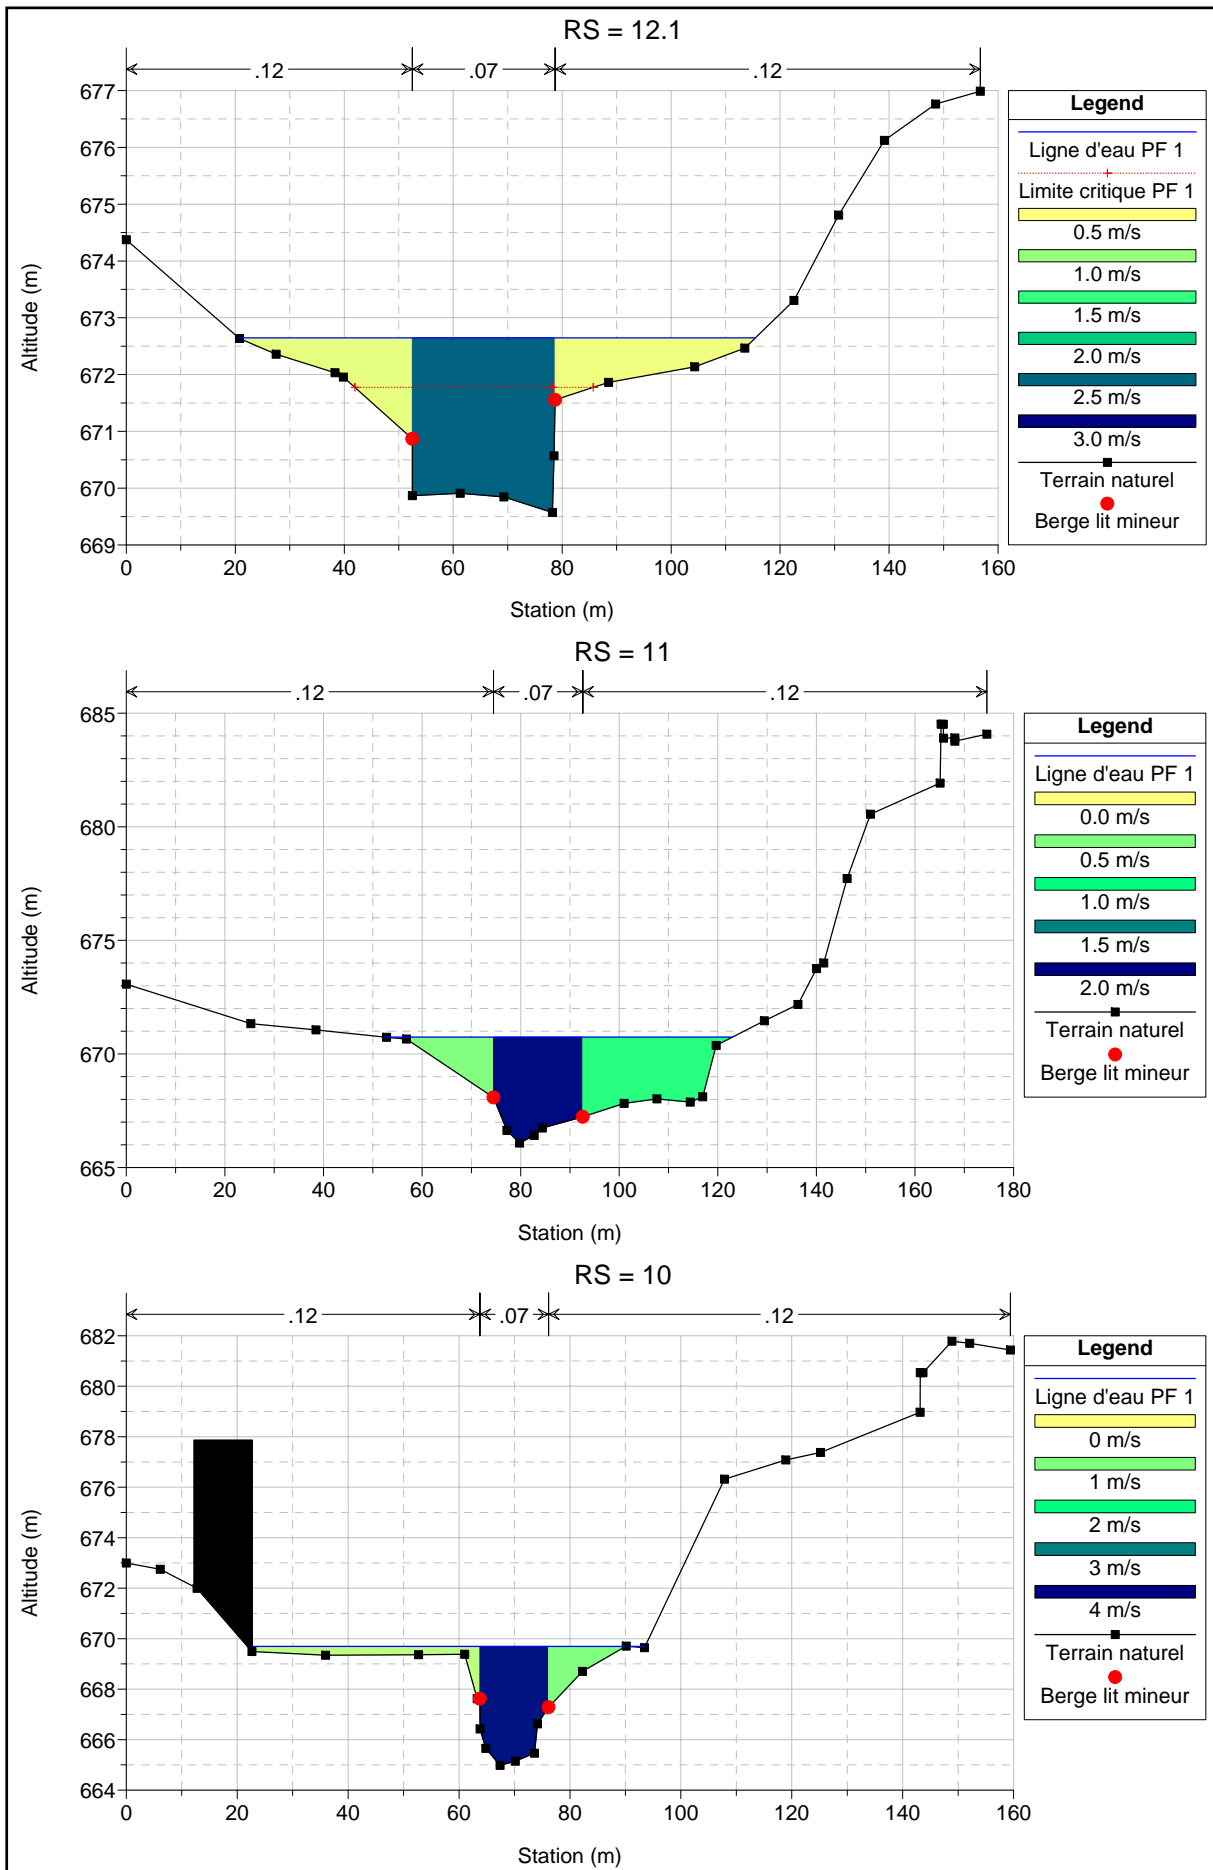 RS = 12.1
.12 .07 .12
677
676
675
674
673
672
671
670
669
0 20 40 60 80 100 120 140 160
Station (m)
Altitude (m)
Legend
Ligne d'eau PF 1
Limite critique PF 1
0.5 m/s
1.0 m/s
1.5 m/s
2.0 m/s
2.5 m/s
3.0 m/s
Terrain naturel
Berge lit mineur
RS = 11
.12 .07 .12
685
680
675
670
665
0 20 40 60 80 100 120 140 160 180
Station (m)
Altitude (m)
Legend
Ligne d'eau PF 1
0.0 m/s
0.5 m/s
1.0 m/s
1.5 m/s
2.0 m/s
Terrain naturel
Berge lit mineur
RS = 10
.12 .07 .12
682
680
678
676
674
672
670
668
666
664
0 20 40 60 80 100 120 140 160
Station (m)
Altitude (m)
Legend
Ligne d'eau PF 1
0 m/s
1 m/s
2 m/s
3 m/s
4 m/s
Terrain naturel
Berge lit mineur